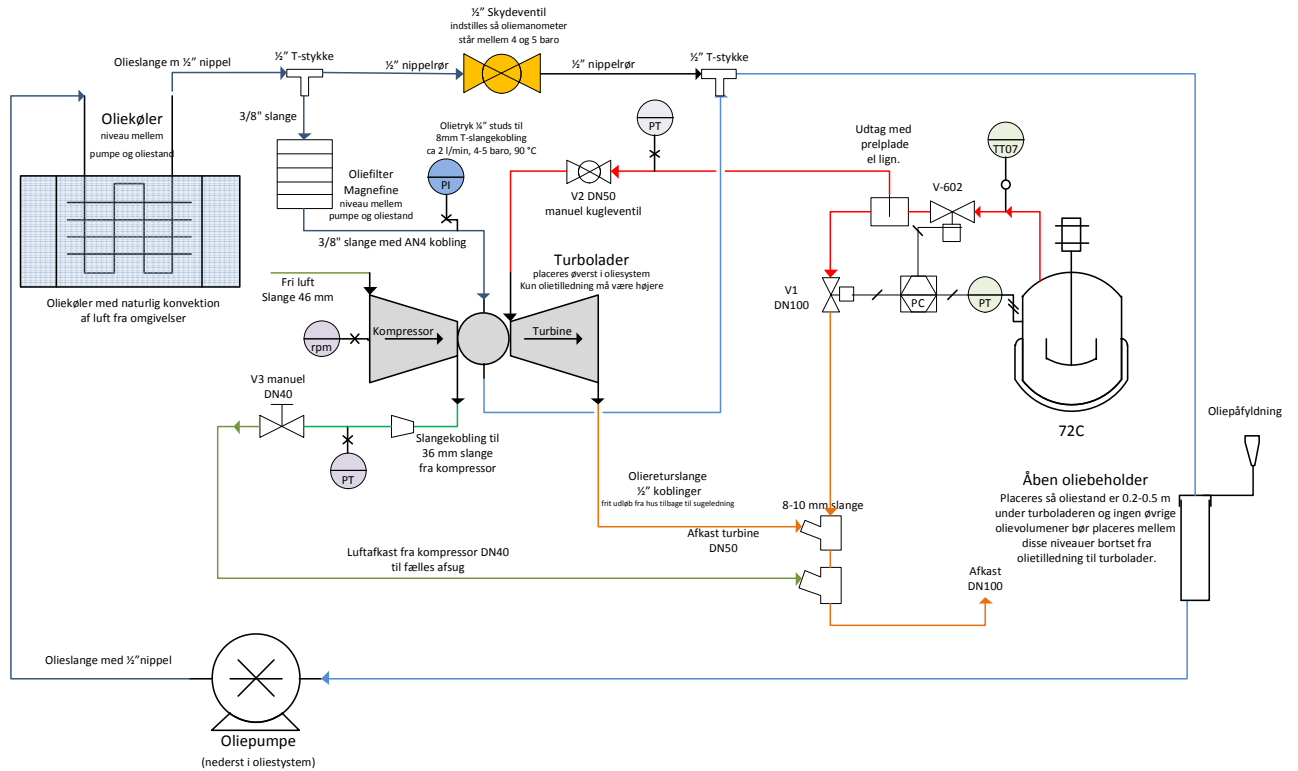 ½” Skydeventil
indstilles så oliemanometer
står mellem 4 og 5 baro
½” T-stykke
½” T-stykke
Olieslange m ½” nippel
½” nippelrør
½” nippelrør
Oliekøler
niveau mellem
pumpe og oliestand
3/8" slange
Olietryk ¼” studs til
8mm T-slangekobling
ca 2 l/min, 4-5 baro, 90 °C
PT
Udtag med
prelplade
el lign.
TT07
Oliefilter
Magnefine
niveau mellem
pumpe og oliestand
PI
V2 DN50
manuel kugleventil
V-602
3/8" slange med AN4 kobling
Turbolader
placeres øverst i oliesystem
Kun olietilledning må være højere
Fri luft
Slange 46 mm
Oliekøler med naturlig konvektion
af luft fra omgivelser
V1
DN100
PC
PT
rpm
Kompressor
Turbine
V3 manuel
DN40
Slangekobling til
36 mm slange
fra kompressor
PT
72C
Oliepåfyldning
Oliereturslange
½” koblinger
frit udløb fra hus tilbage til sugeledning
Åben oliebeholder
Placeres så oliestand er 0.2-0.5 m
under turboladeren og ingen øvrige
olievolumener bør placeres mellem
disse niveauer bortset fra
olietilledning til turbolader.
8-10 mm slange
Afkast turbine
DN50
Luftafkast fra kompressor DN40
til fælles afsug
Afkast
DN100
Olieslange med ½”nippel
Oliepumpe
(nederst i oliestystem)